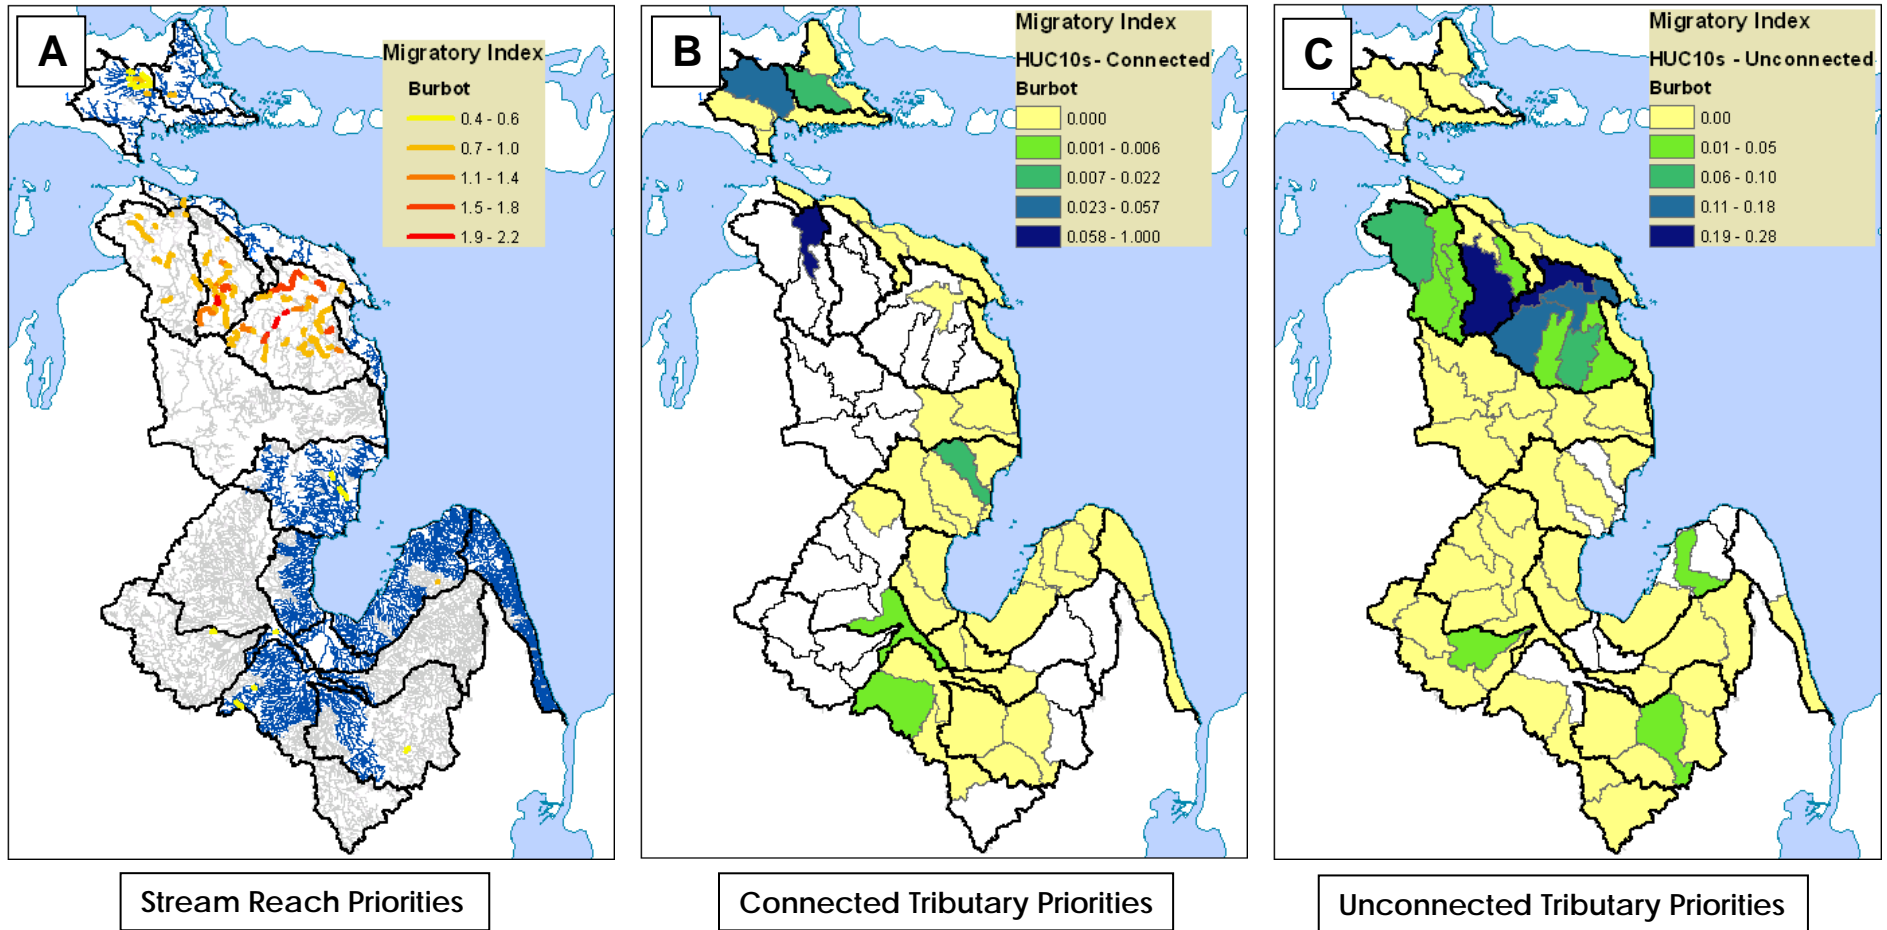 A
Migratory Index
Burbot
0.4 - 0.6
0.7 - 1.0
1.1 - 1.4
1.5 - 1.8
1.9 - 2.2
Stream Reach Priorities
B
Migratory Index
HUC10s - Connected
Burbot
0.000
0.001 - 0.006
0.007 - 0.022
0.023 - 0.057
0.058 - 1.000
Connected Tributary Priorities
C
Migratory Index
HUC10s - Unconnected
Burbot
0.00
0.01 - 0.05
0.06 - 0.10
0.11 - 0.18
0.19 - 0.28
Unconnected Tributary Priorities